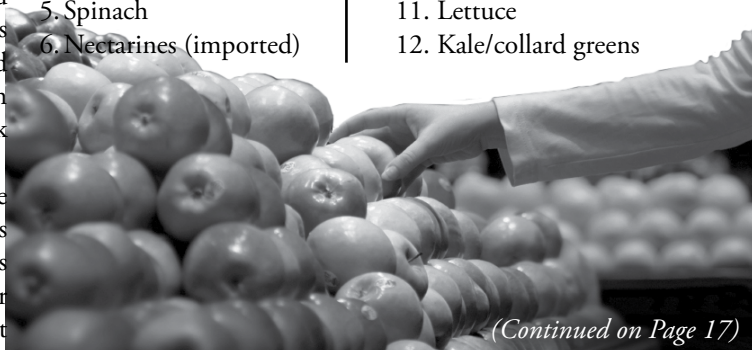 5. Spinach
6. Nectarines (imported)
11. Lettuce
12. Kale/collard greens
(Continued on Page 17)